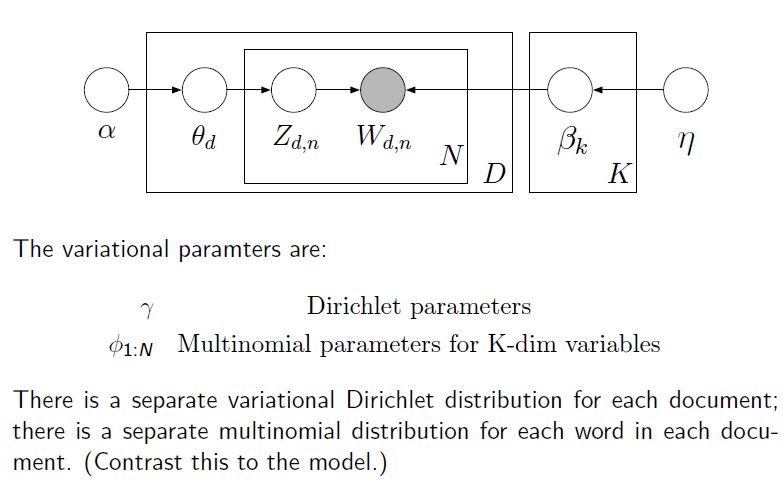 α θ_d Z_{d,n} W_{d,n} N D β_k K η
The variational paramters are:
γ Dirichlet parameters
ϕ_{1:N} Multinomial parameters for K-dim variables
There is a separate variational Dirichlet distribution for each document;
there is a separate multinomial distribution for each word in each docu-
ment. (Contrast this to the model.)